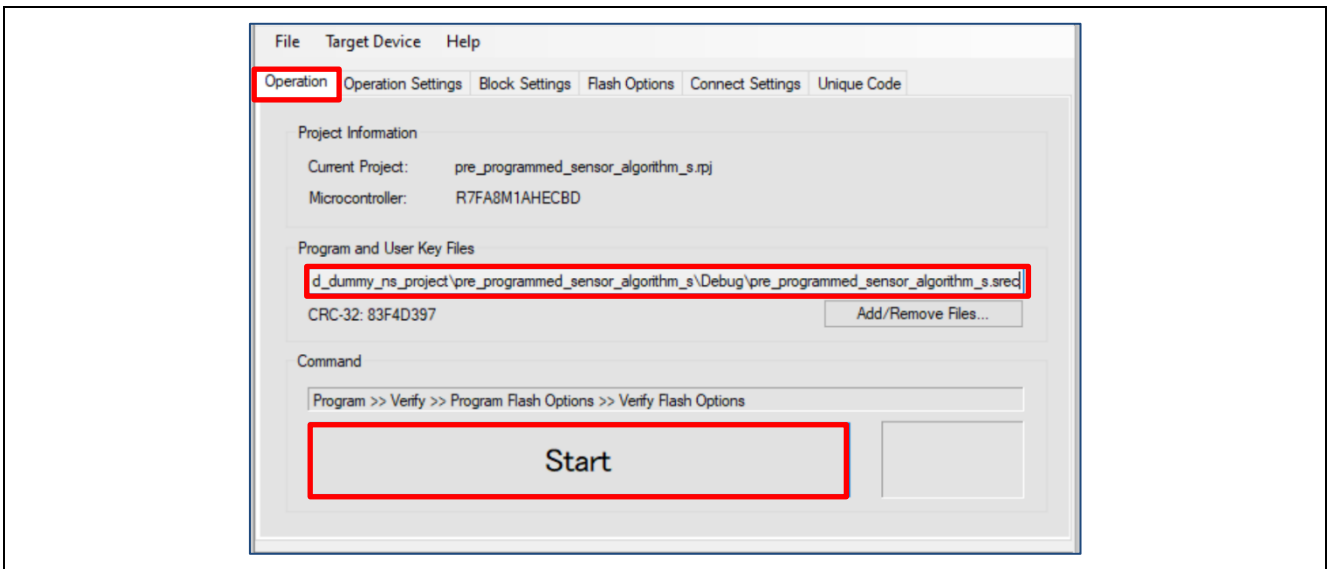 File Target Device Help
Operation Operation Settings Block Settings Flash Options Connect Settings Unique Code
Project Information
Current Project: pre_programmed_sensor_algorithm_s.rpj
Microcontroller: R7FA8M1AHECBD
Program and User Key Files
d_dummy_ns_project\pre_programmed_sensor_algorithm_s\Debug\pre_programmed_sensor_algorithm_s.srec
CRC-32: 83F4D397 Add/Remove Files...
Command
Program >> Verify >> Program Flash Options >> Verify Flash Options
Start